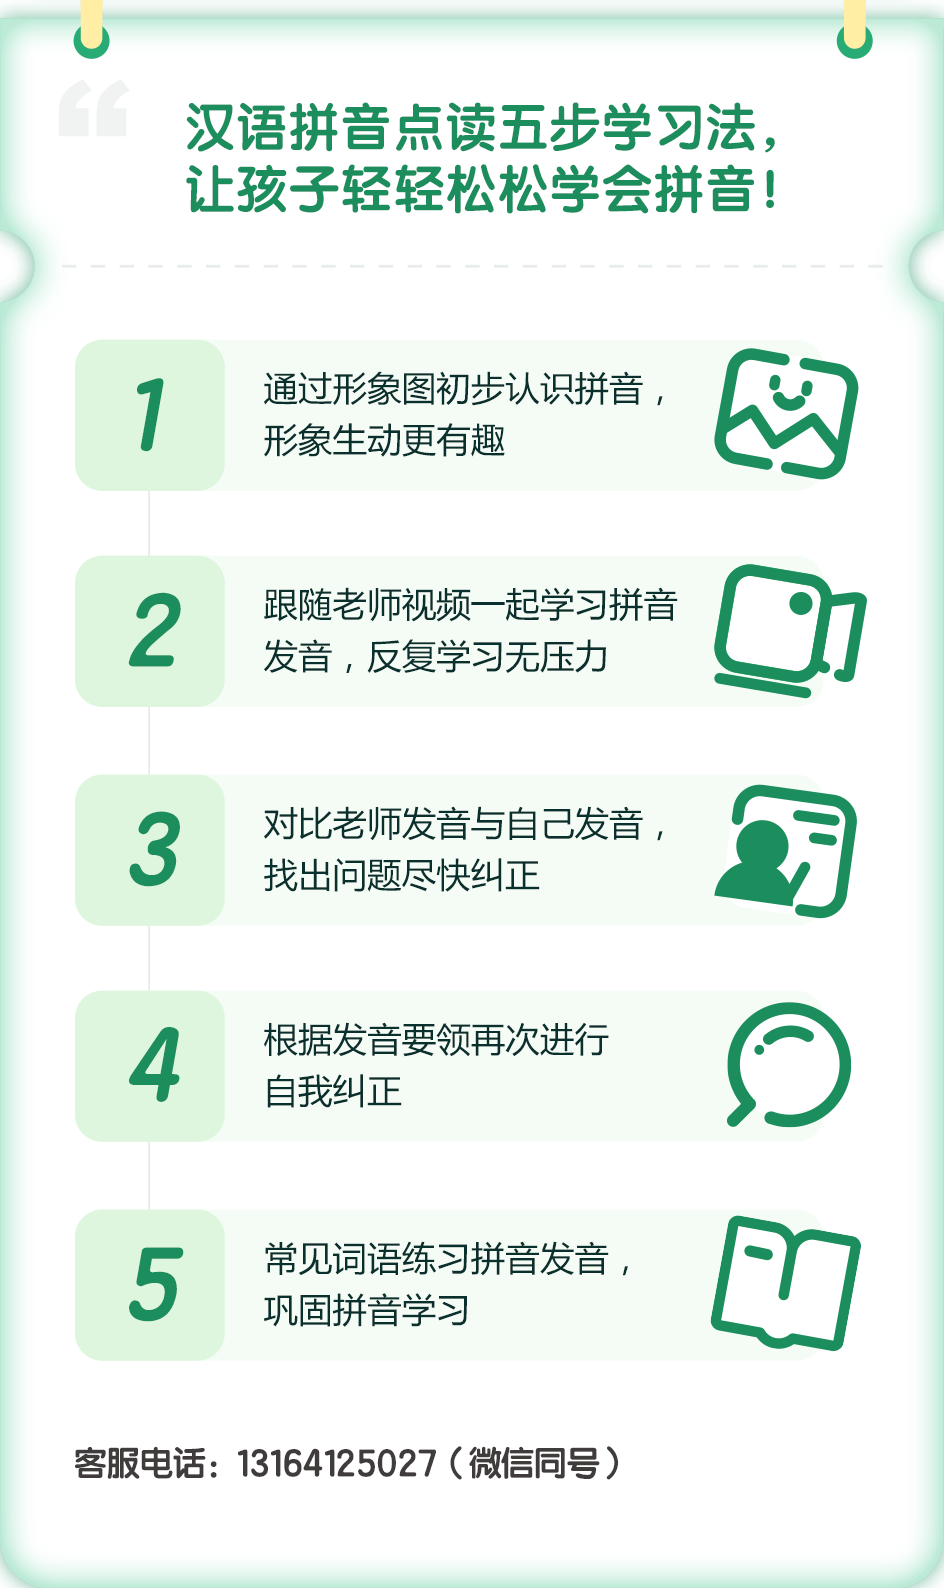 汉语拼音点读五步学习法，
让孩子轻轻松松学会拼音！
1
通过形象图初步认识拼音，
形象生动更有趣
2
跟随老师视频一起学习拼音
发音，反复学习无压力
3
对比老师发音与自己发音，
找出问题尽快纠正
4
根据发音要领再次进行
自我纠正
5
常见词语练习拼音发音，
巩固拼音学习
客服电话：13164125027（微信同号）